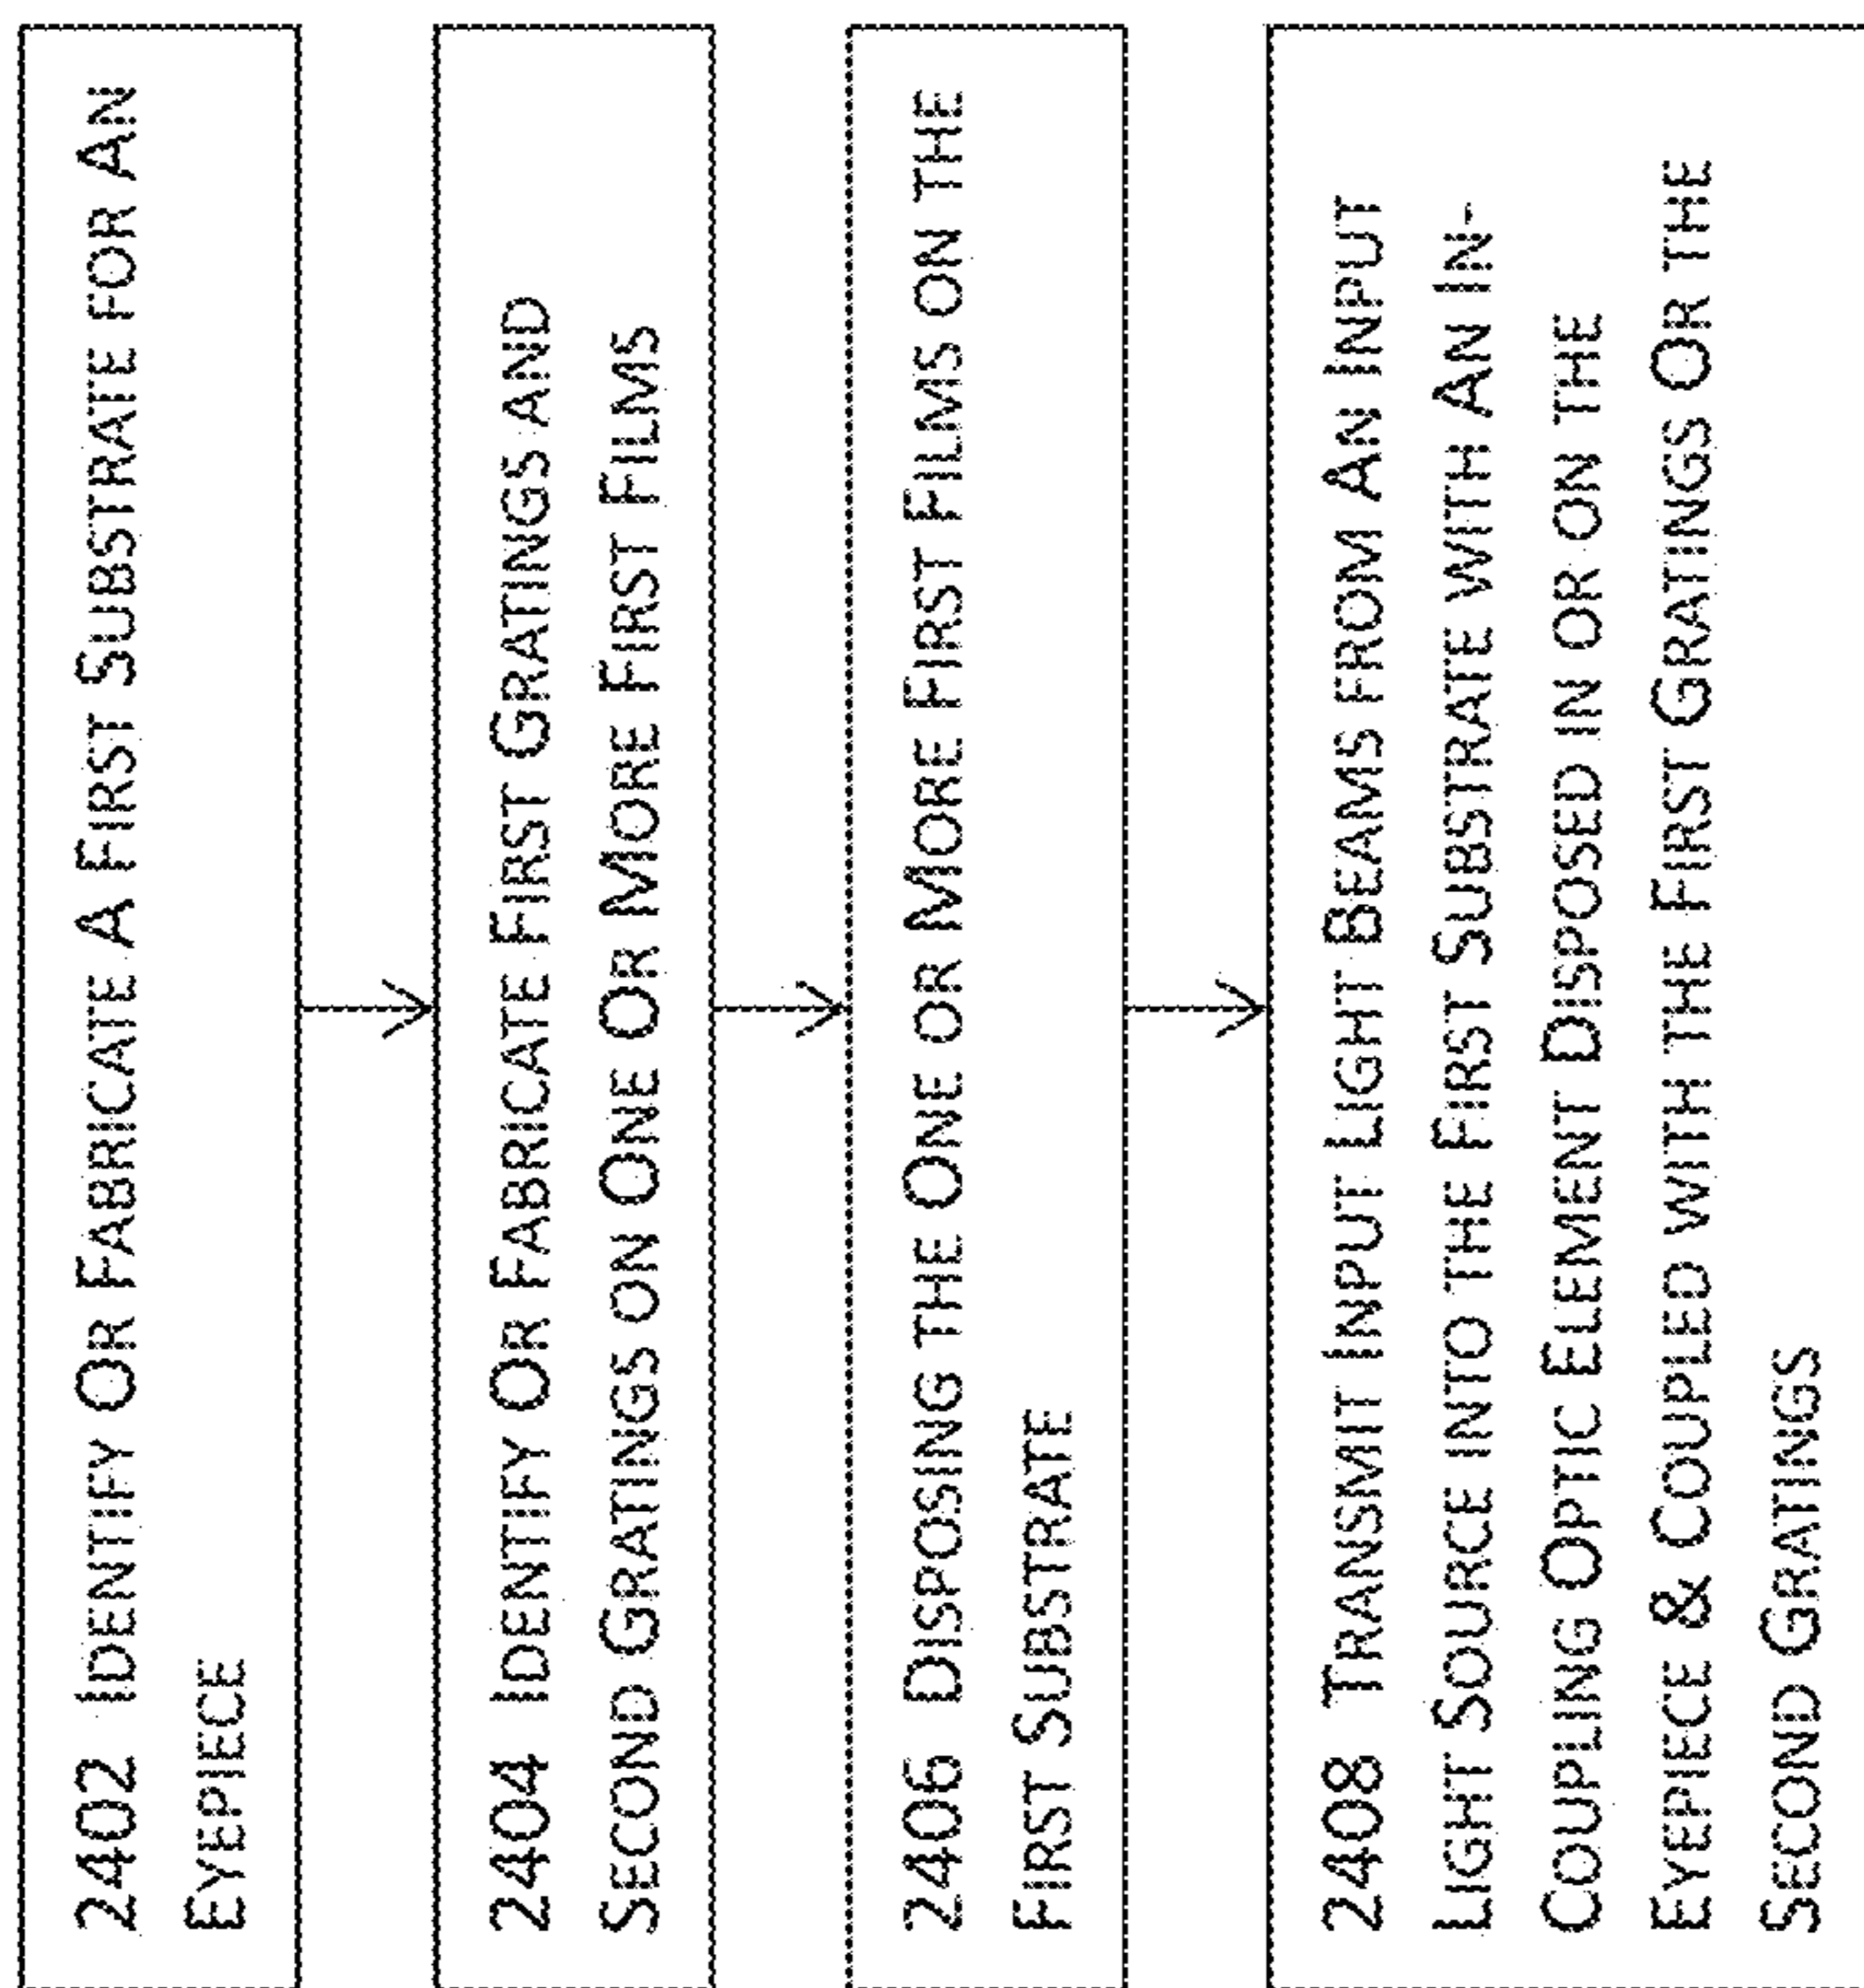 2402 IDENTIFY OR FABRICATE A FIRST SUBSTRATE FOR AN
EYEPIECE
2404 IDENTIFY OR FABRICATE FIRST GRATINGS AND
SECOND GRATINGS ON ONE OR MORE FIRST FILMS
2406 DISPOSING THE ONE OR MORE FIRST FILMS ON THE
FIRST SUBSTRATE
2408 TRANSMIT INPUT LIGHT BEAMS FROM AN INPUT
LIGHT SOURCE INTO THE FIRST SUBSTRATE WITH AN IN-
COUPLING OPTIC ELEMENT DISPOSED IN OR ON THE
EYEPIECE & COUPLED WITH THE FIRST GRATINGS OR THE
SECOND GRATINGS